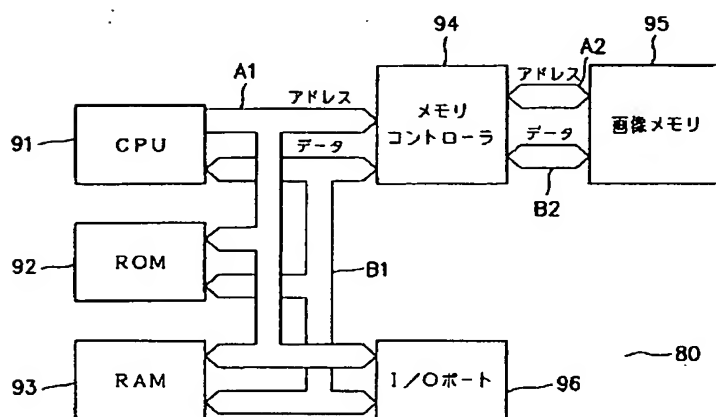 94
95
A1
A2
アドレス
アドレス
91
CPU
メモリ
コントローラ
画像メモリ
データ
データ
B2
92
ROM
B1
93
RAM
I/Oポート
80
96